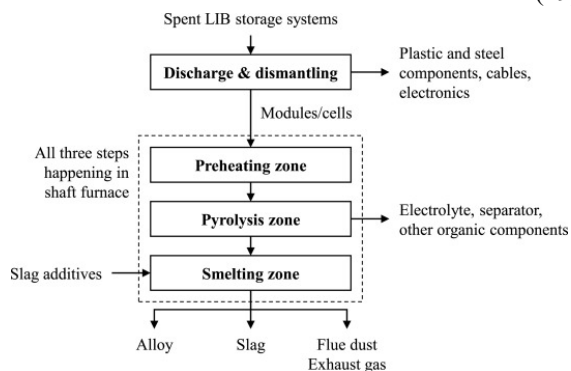 Spent LIB storage systems
Discharge & dismantling
Plastic and steel
components, cables,
electronics
Modules/cells
All three steps
happening in
shaft furnace
Preheating zone
Pyrolysis zone
Electrolyte, separator,
other organic components
Slag additives
Smelting zone
Alloy
Slag
Flue dust
Exhaust gas